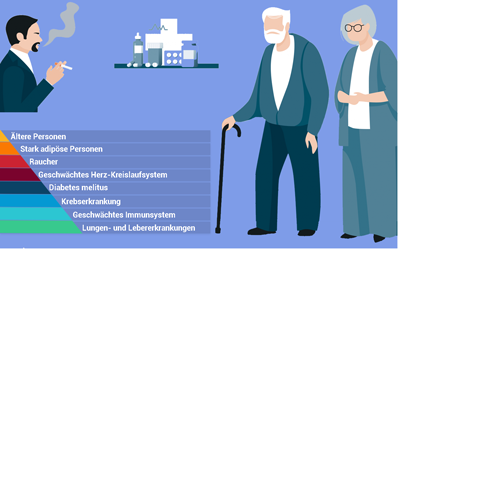 Ältere Personen
Stark adipöse Personen
Raucher
Geschwächtes Herz-Kreislaufsystem
Diabetes melitus
Krebserkrankung
Geschwächtes Immunsystem
Lungen- und Lebererkrankungen